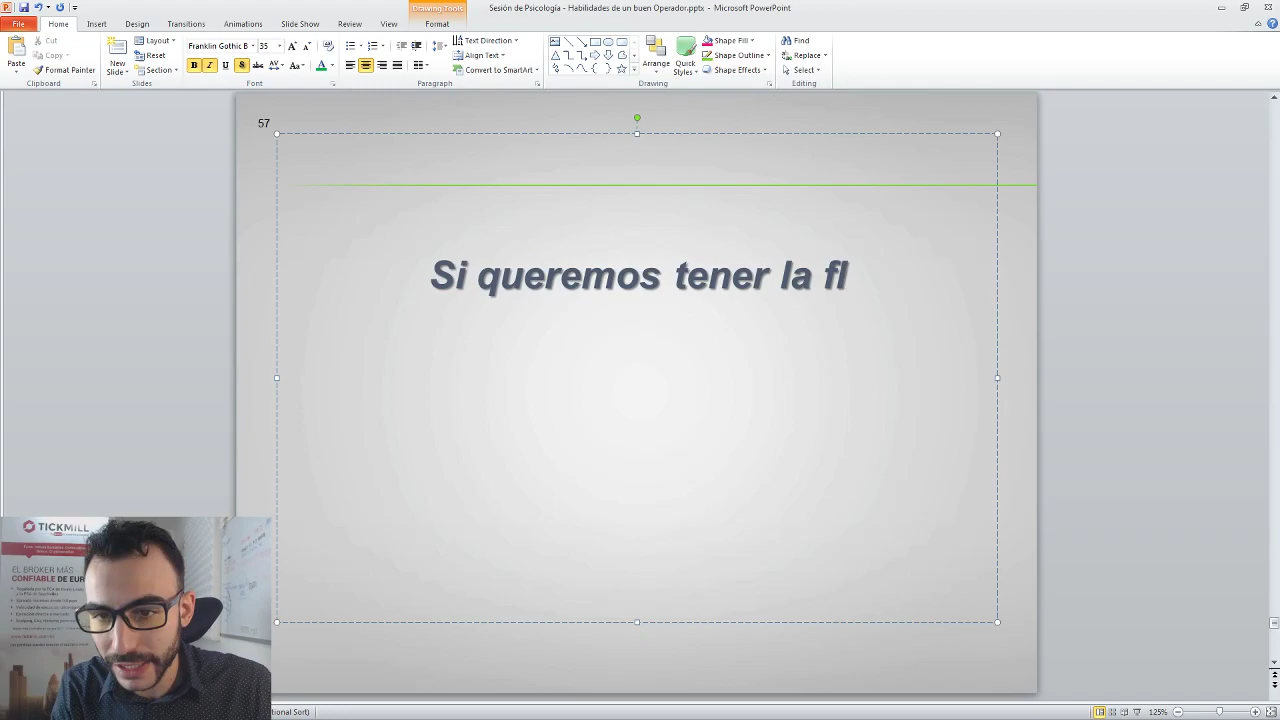 Sesión de Psicología - Habilidades de un buen Operador.pptx - Microsoft PowerPoint
Drawing Tools
File Home Insert Design Transitions Animations Slide Show Review View Format
Paste
Cut
Copy
Format Painter
Clipboard
New Slide
Layout
Reset
Section
Slides
Franklin Gothic B 35
B I U S abc AV Aa A
Font
Paragraph
Text Direction
Align Text
Convert to SmartArt
Arrange
Quick Styles
Shape Fill
Shape Outline
Shape Effects
Drawing
Find
Replace
Select
Editing
57
Si queremos tener la fl
TICKMILL
EL BROKER MÁS
CONFIABLE DE EUR
tional Sort)
125%